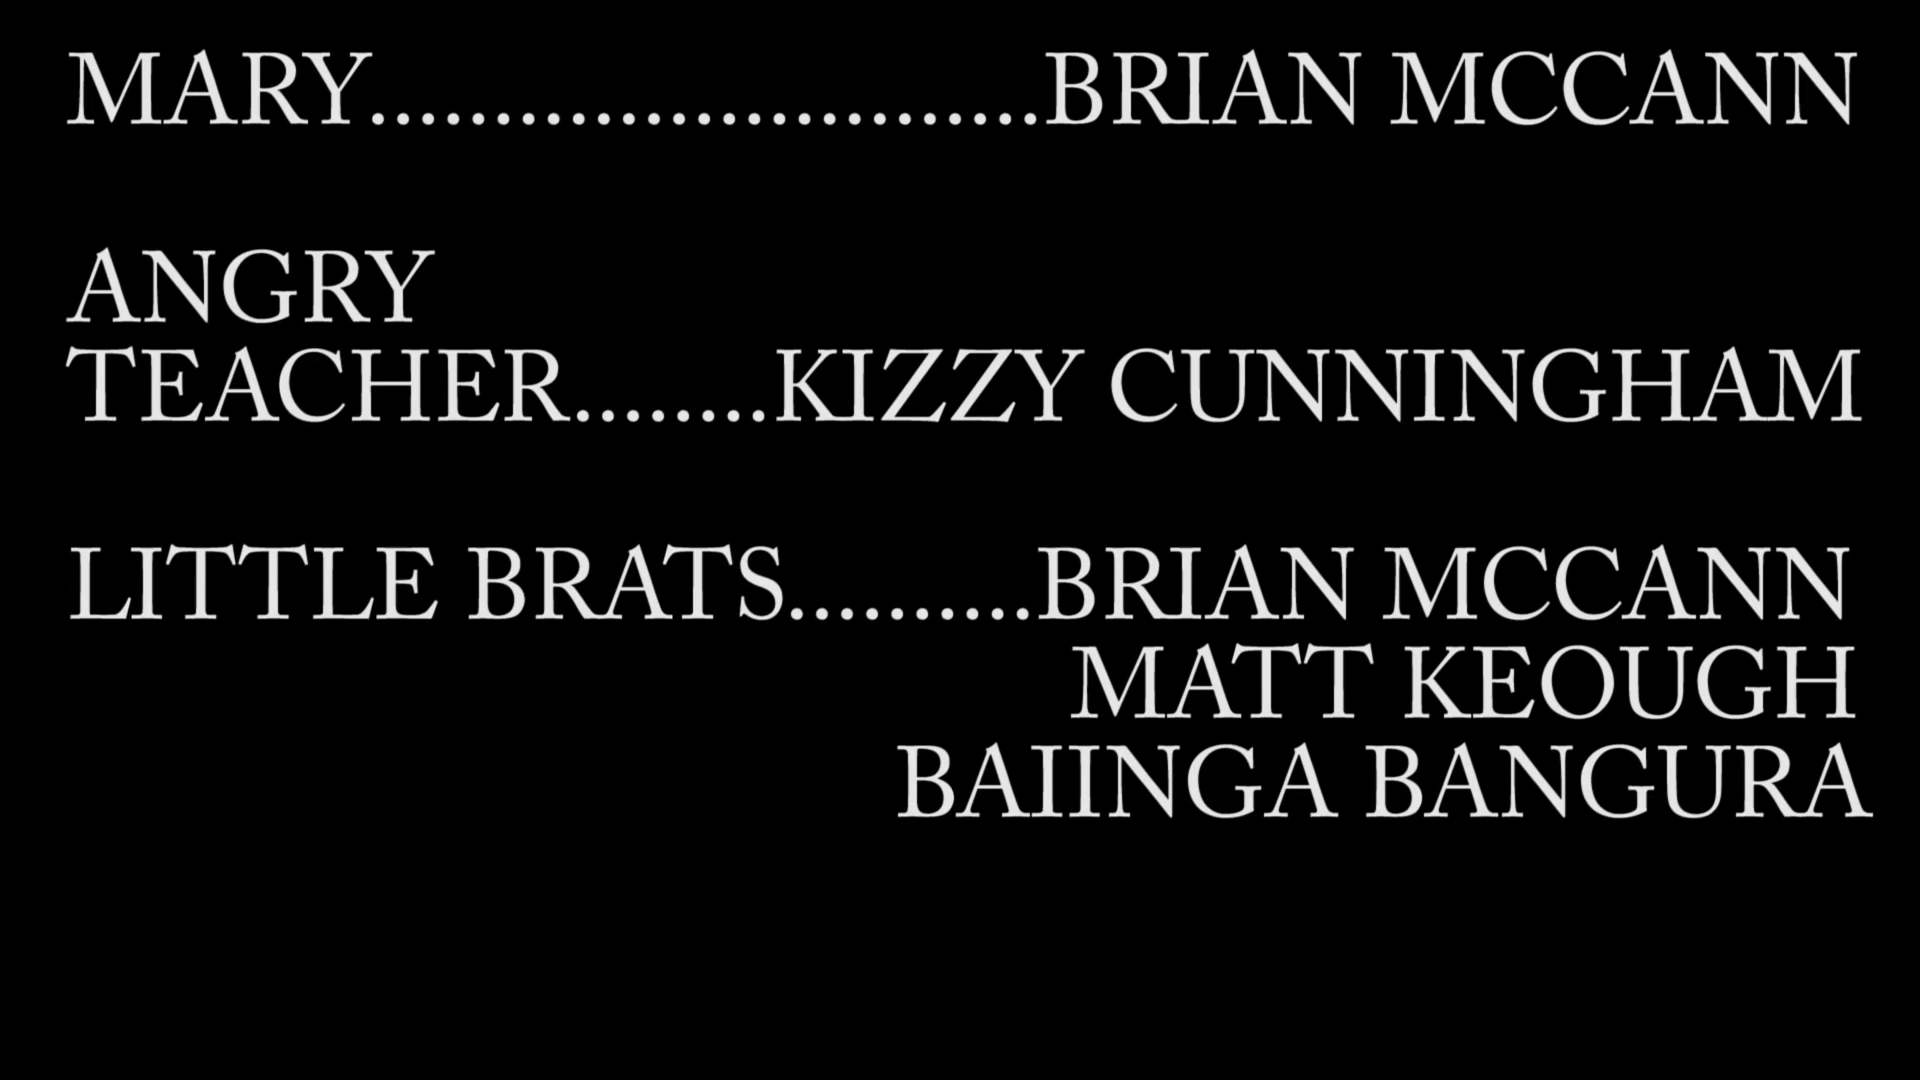 MARY...........................BRIAN MCCANN
ANGRY
TEACHER........KIZZY CUNNINGHAM
LITTLE BRATS..........BRIAN MCCANN
MATT KEOUGH
BAIINGA BANGURA